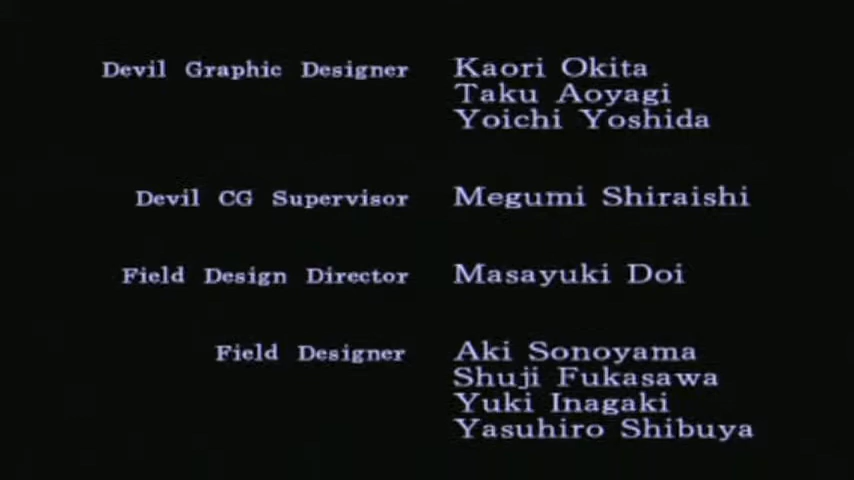 Devil Graphic Designer Kaori Okita
Taku Aoyagi
Yoichi Yoshida
Devil CG Supervisor Megumi Shiraishi
Field Design Director Masayuki Doi
Field Designer Aki Sonoyama
Shuji Fukasawa
Yuki Inagaki
Yasuhiro Shibuya